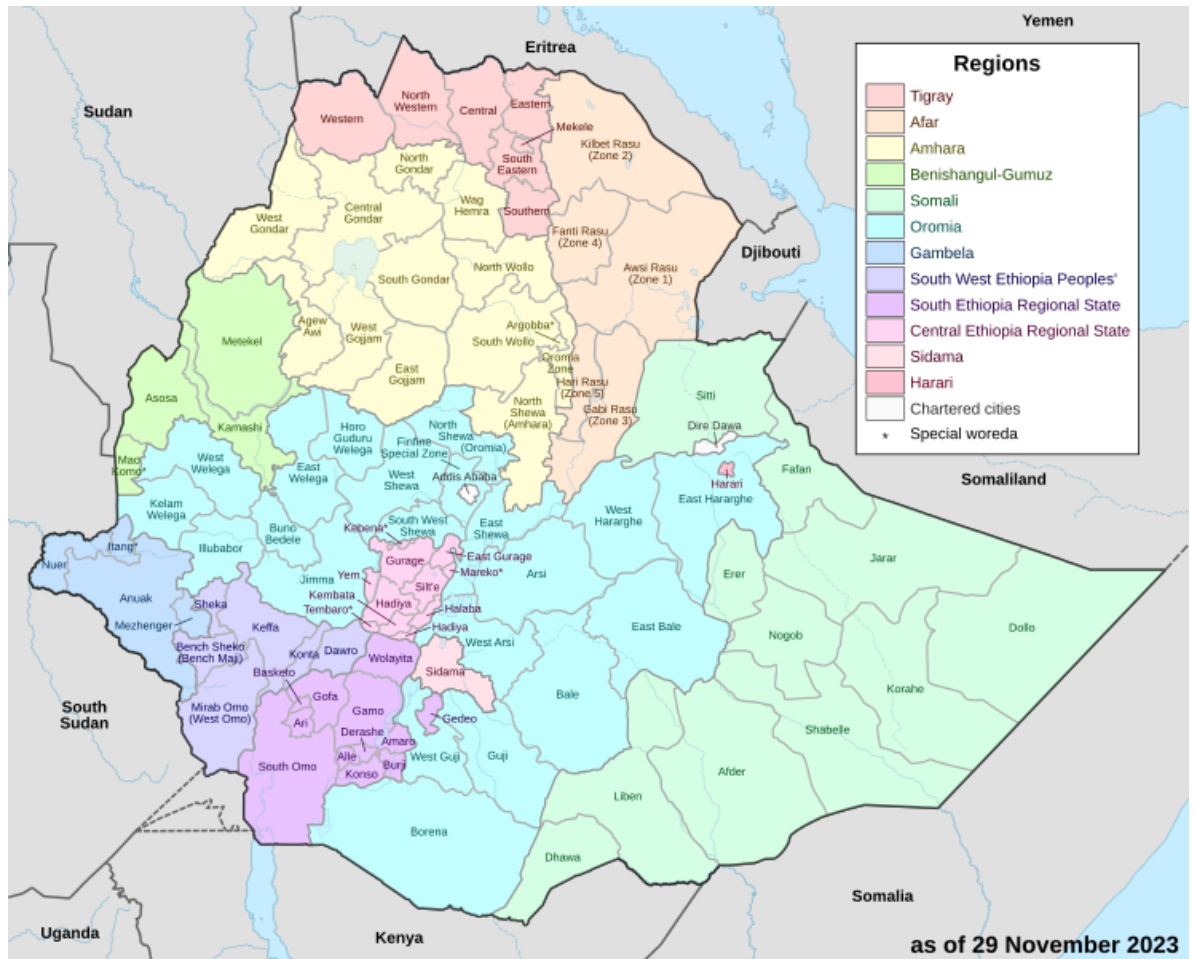 Yemen
Eritrea
Sudan
Djibouti
Somaliland
South
Sudan
Uganda
Kenya
Somalia
Regions
Tigray
Afar
Amhara
Benishangul-Gumuz
Somali
Oromia
Gambela
South West Ethiopia Peoples'
South Ethiopia Regional State
Central Ethiopia Regional State
Sidama
Harari
Chartered cities
* Special woreda
Western
North
Western
Central
Eastern
Mekele
South
Eastern
Southern
Kilbet Rasu
(Zone 2)
Fanti Rasu
(Zone 4)
Awsi Rasu
(Zone 1)
Hari Rasu
(Zone 5)
Gabi Rasu
(Zone 3)
North
Gondar
West
Gondar
Central
Gondar
Wag
Hemra
South Gondar
North Wollo
Agew
Awi
West
Gojjam
East
Gojjam
Argobba*
South Wollo
Oromia
Zone
North
Shewa
(Amhara)
Metekel
Asosa
Kamashi
Mao
Komo*
Sitti
Dire Dawa
Fafan
Harari
East Hararghe
West
Hararghe
Jarar
Erer
Nogob
Dollo
Korahe
Shabelle
Afder
Liben
Dhawa
West
Welega
Kelam
Welega
East
Welega
Horo
Guduru
Welega
North
Shewa
(Oromia)
Finfine
Special Zone
Addis Ababa
West
Shewa
South West
Shewa
East
Shewa
Buno
Bedele
Illubabor
Jimma
Arsi
West Arsi
East Bale
Bale
Guji
West Guji
Borena
Kebena*
Gurage
East Gurage
Mareko*
Silt'e
Yem
Kembata
Tembaro*
Hadiya
Halaba
Hadiya
Sidama
Gedeo
Itang*
Nuer
Anuak
Mezhenger
Sheka
Keffa
Bench Sheko
(Bench Maji)
Konta
Dawro
Mirab Omo
(West Omo)
Wolayita
Basketo
Gofa
Gamo
Ari
Derashe
Amaro
Alle
Burji
Konso
South Omo
as of 29 November 2023